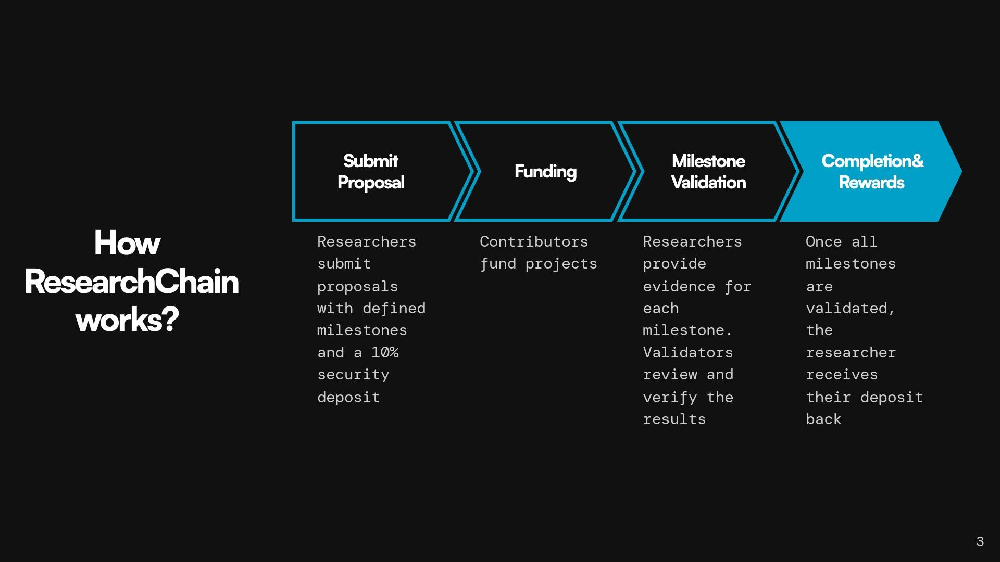 How
ResearchChain
works?
Submit
Proposal
Researchers
submit
proposals
with defined
milestones
and a 10%
security
deposit
Funding
Contributors
fund projects
Milestone
Validation
Researchers
provide
evidence for
each
milestone.
Validators
review and
verify the
results
Completion&
Rewards
Once all
milestones
are
validated,
the
researcher
receives
their deposit
back
3